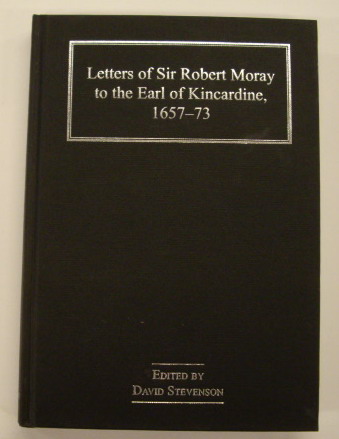 Letters of Sir Robert Moray
to the Earl of Kincardine,
1657–73
EDITED BY
DAVID STEVENSON